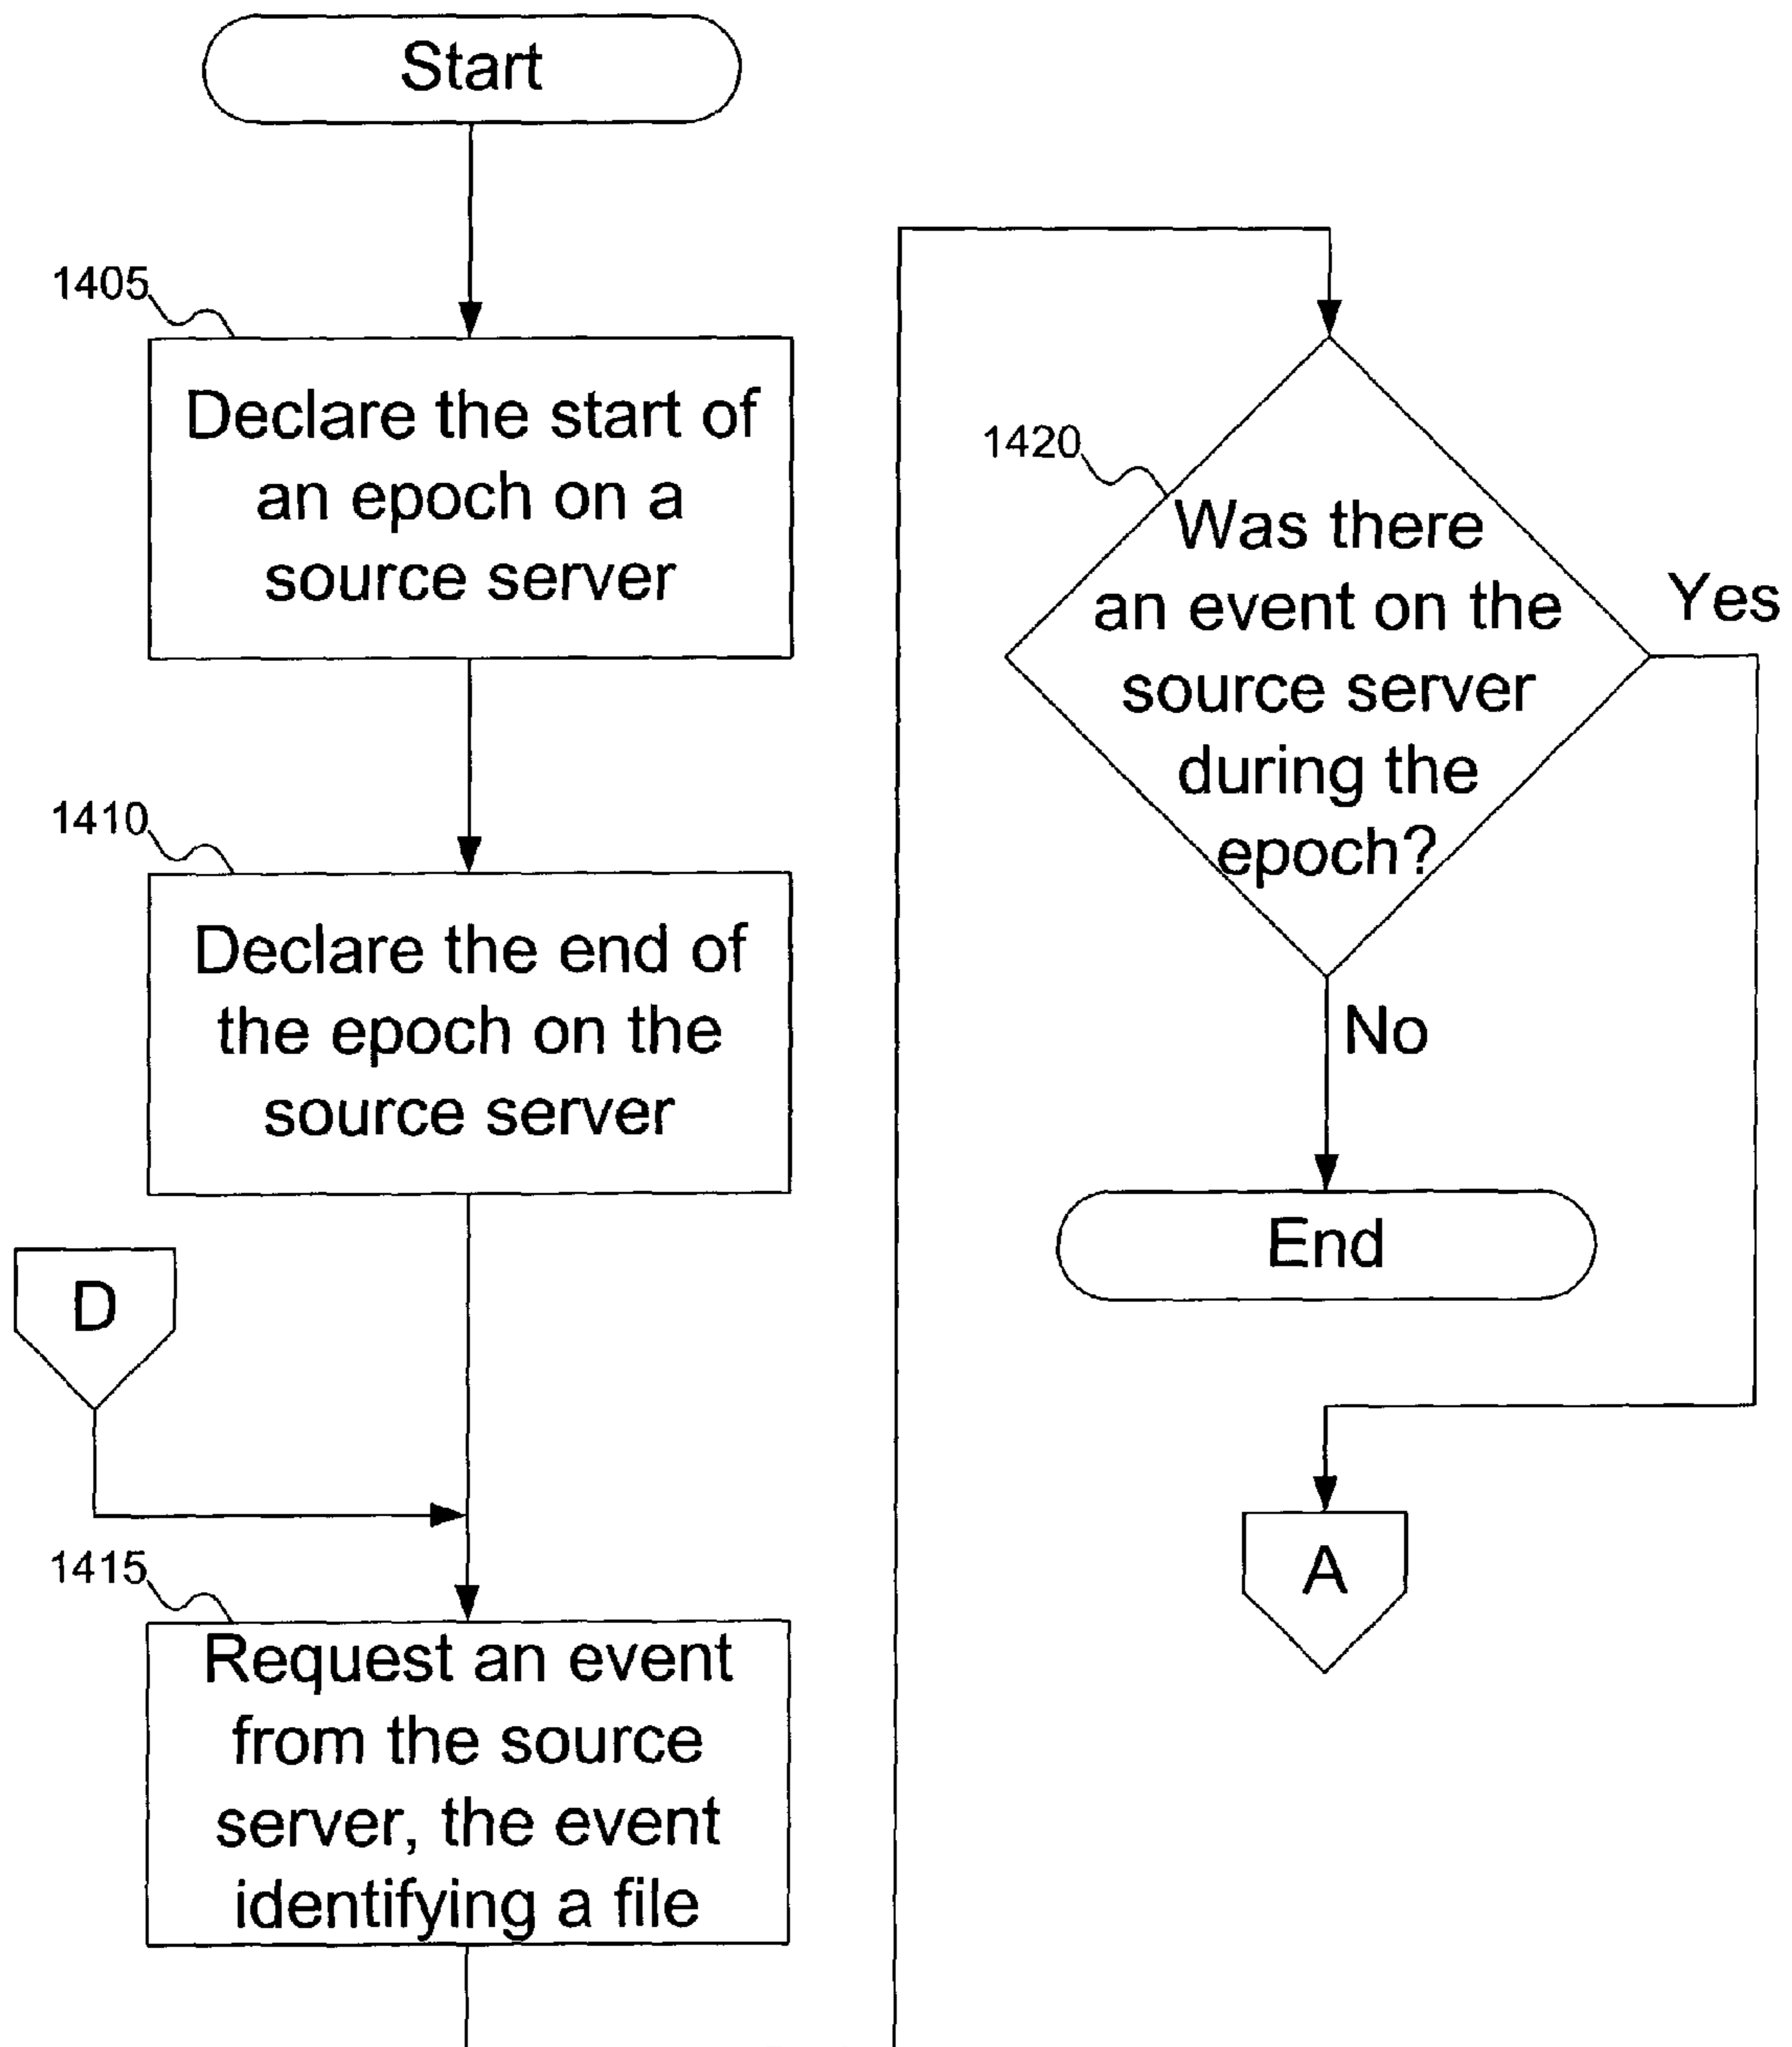 Start
1405
Declare the start of
an epoch on a
source server
1410
Declare the end of
the epoch on the
source server
D
1415
Request an event
from the source
server, the event
identifying a file
1420
Was there
an event on the
source server
during the
epoch?
Yes
No
End
A